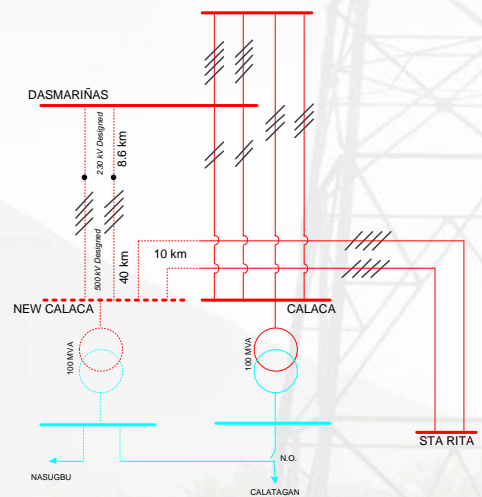 DASMARIÑAS
230 kV Designed
8.6 km
500 kV Designed
40 km
10 km
NEW CALACA
CALACA
100 MVA
100 MVA
STA RITA
N.O.
NASUGBU
CALATAGAN